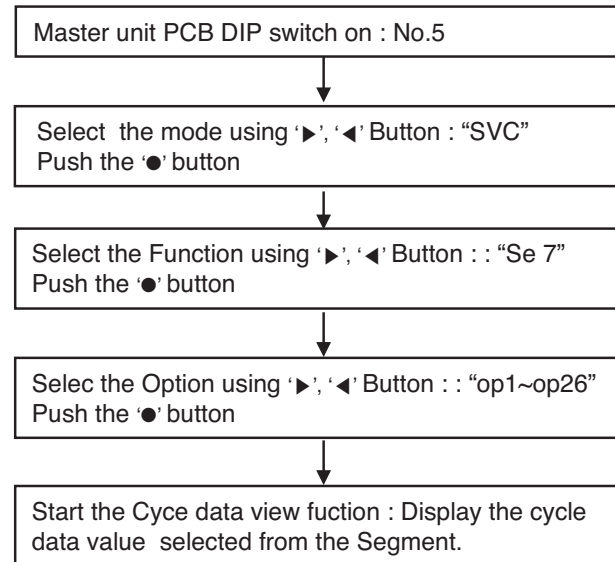 Master unit PCB DIP switch on : No.5
Select the mode using ‘▶’, ‘◀’ Button : “SVC”
Push the ‘●’ button
Select the Function using ‘▶’, ‘◀’ Button : : “Se 7”
Push the ‘●’ button
Selec the Option using ‘▶’, ‘◀’ Button : : “op1~op26”
Push the ‘●’ button
Start the Cyce data view fuction : Display the cycle
data value selected from the Segment.